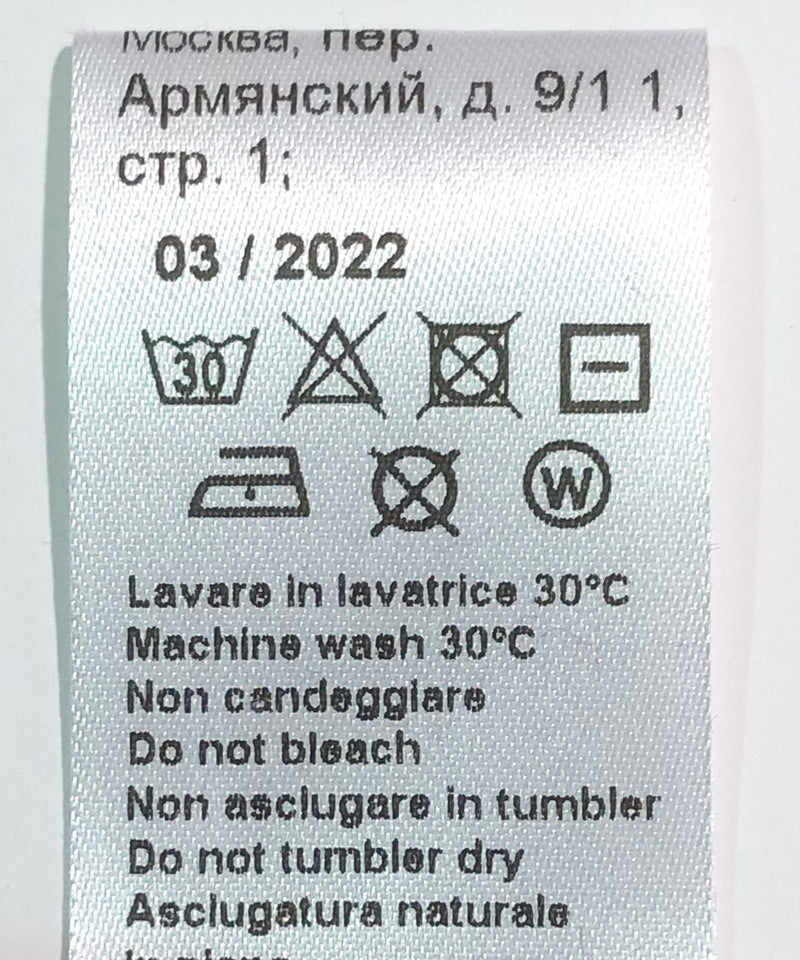 Москва, пер.
Армянский, д. 9/1 1,
стр. 1;
03 / 2022
30
W
Lavare in lavatrice 30°C
Machine wash 30°C
Non candeggiare
Do not bleach
Non asciugare in tumbler
Do not tumbler dry
Asciugatura naturale